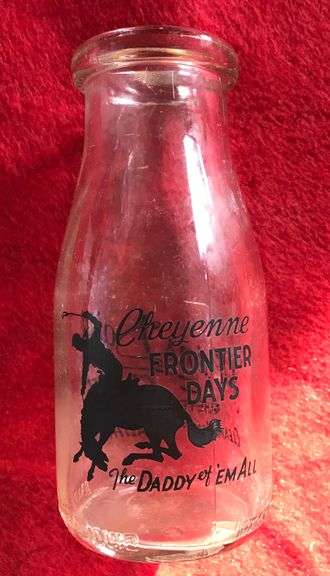 Cheyenne
FRONTIER
DAYS
The DADDY of 'EM ALL